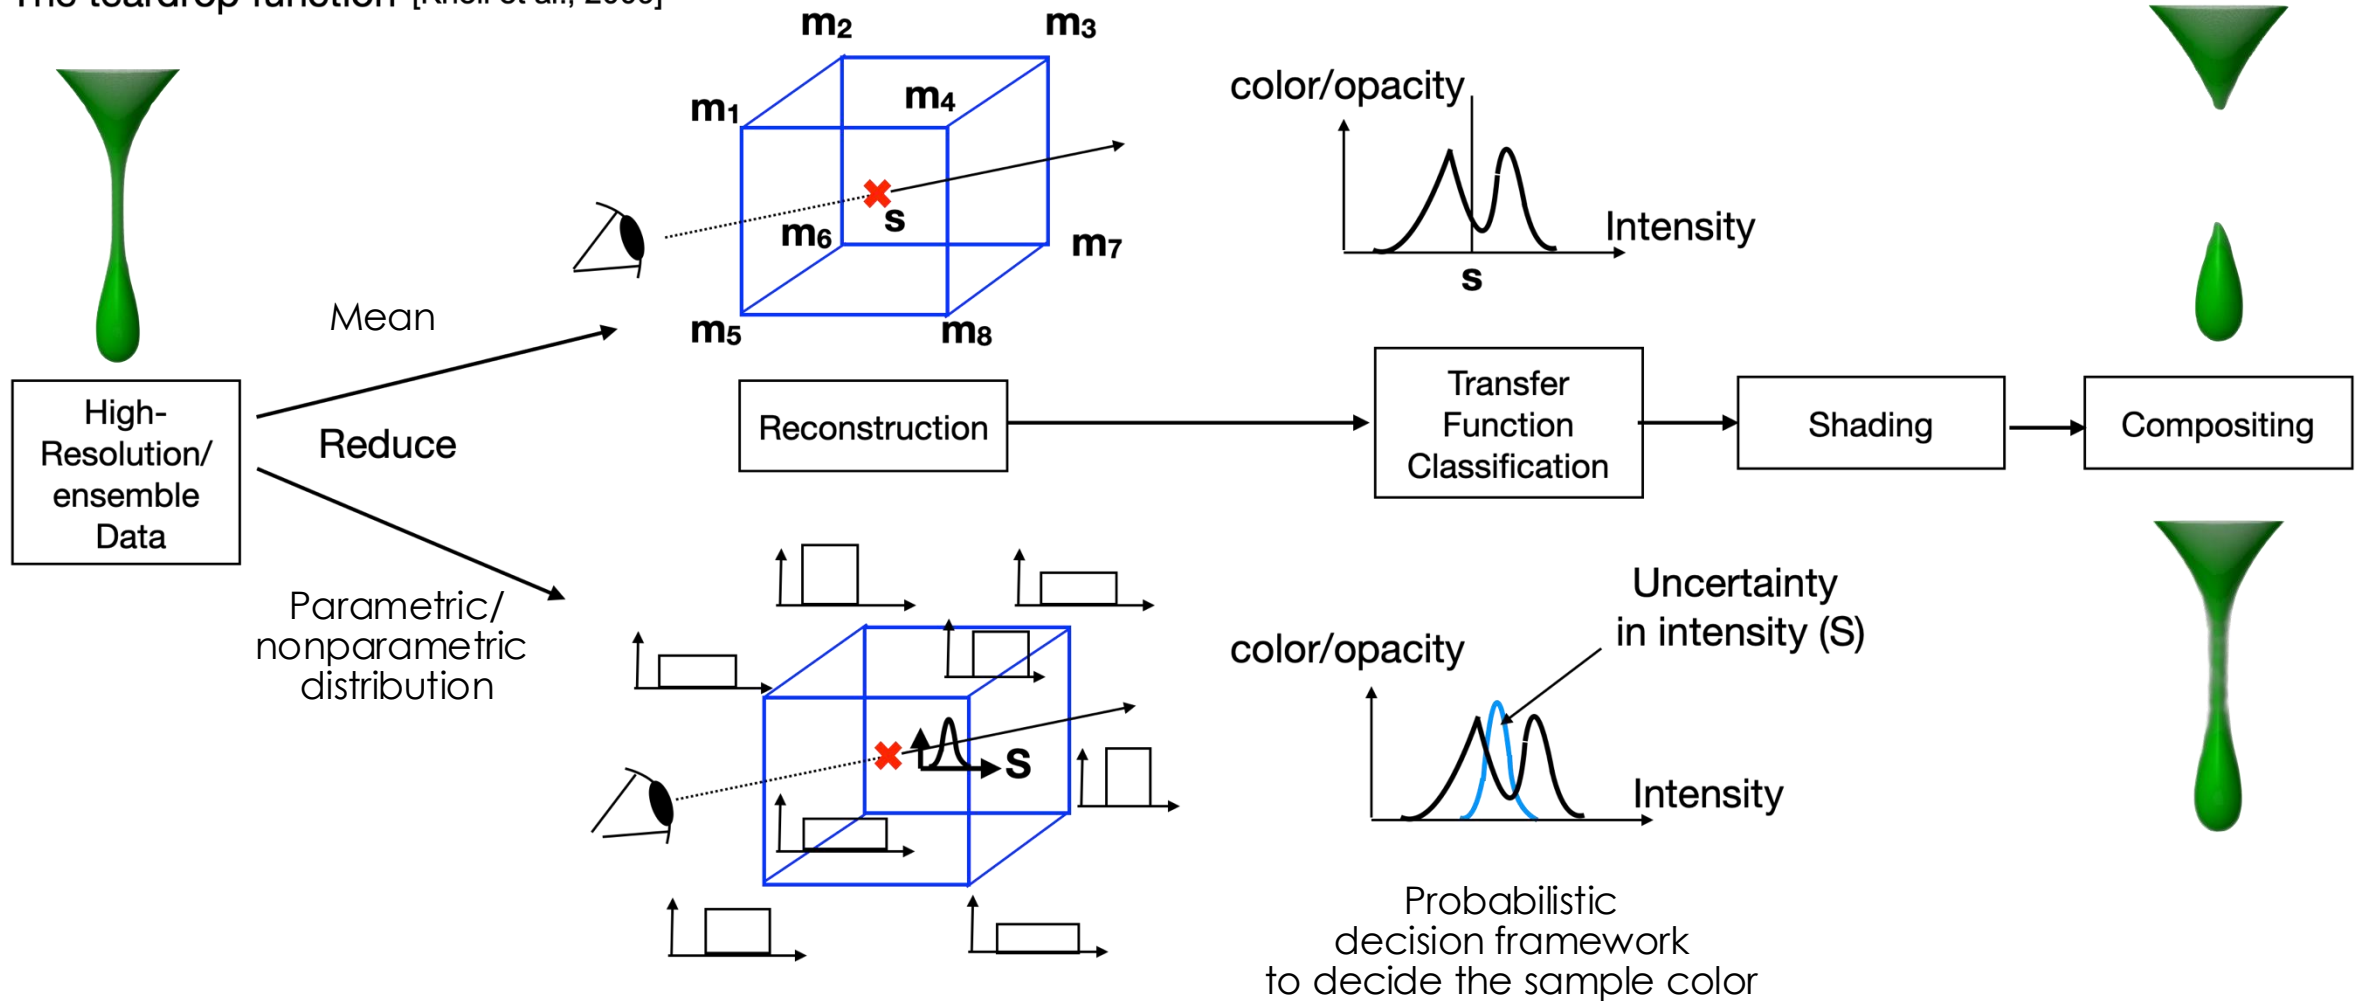 m2
m3
m1
m4
s
m6
m7
m5
m8
color/opacity
Intensity
s
Mean
Reduce
High-
Resolution/
ensemble
Data
Reconstruction
Transfer
Function
Classification
Shading
Compositing
Parametric/
nonparametric
distribution
S
Uncertainty
in intensity (S)
color/opacity
Intensity
Probabilistic
decision framework
to decide the sample color